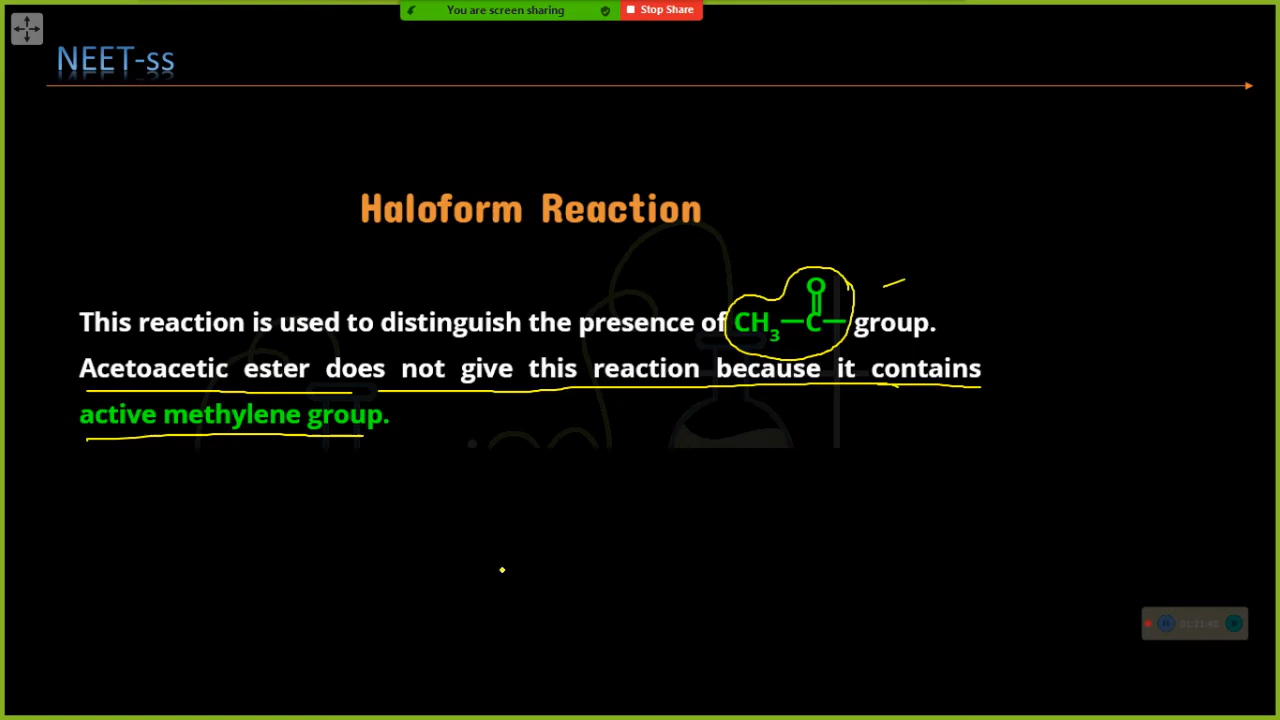 You are screen sharing
Stop Share
NEET-ss
Haloform Reaction
O
This reaction is used to distinguish the presence of CH3—C— group.
Acetoacetic ester does not give this reaction because it contains
active methylene group.